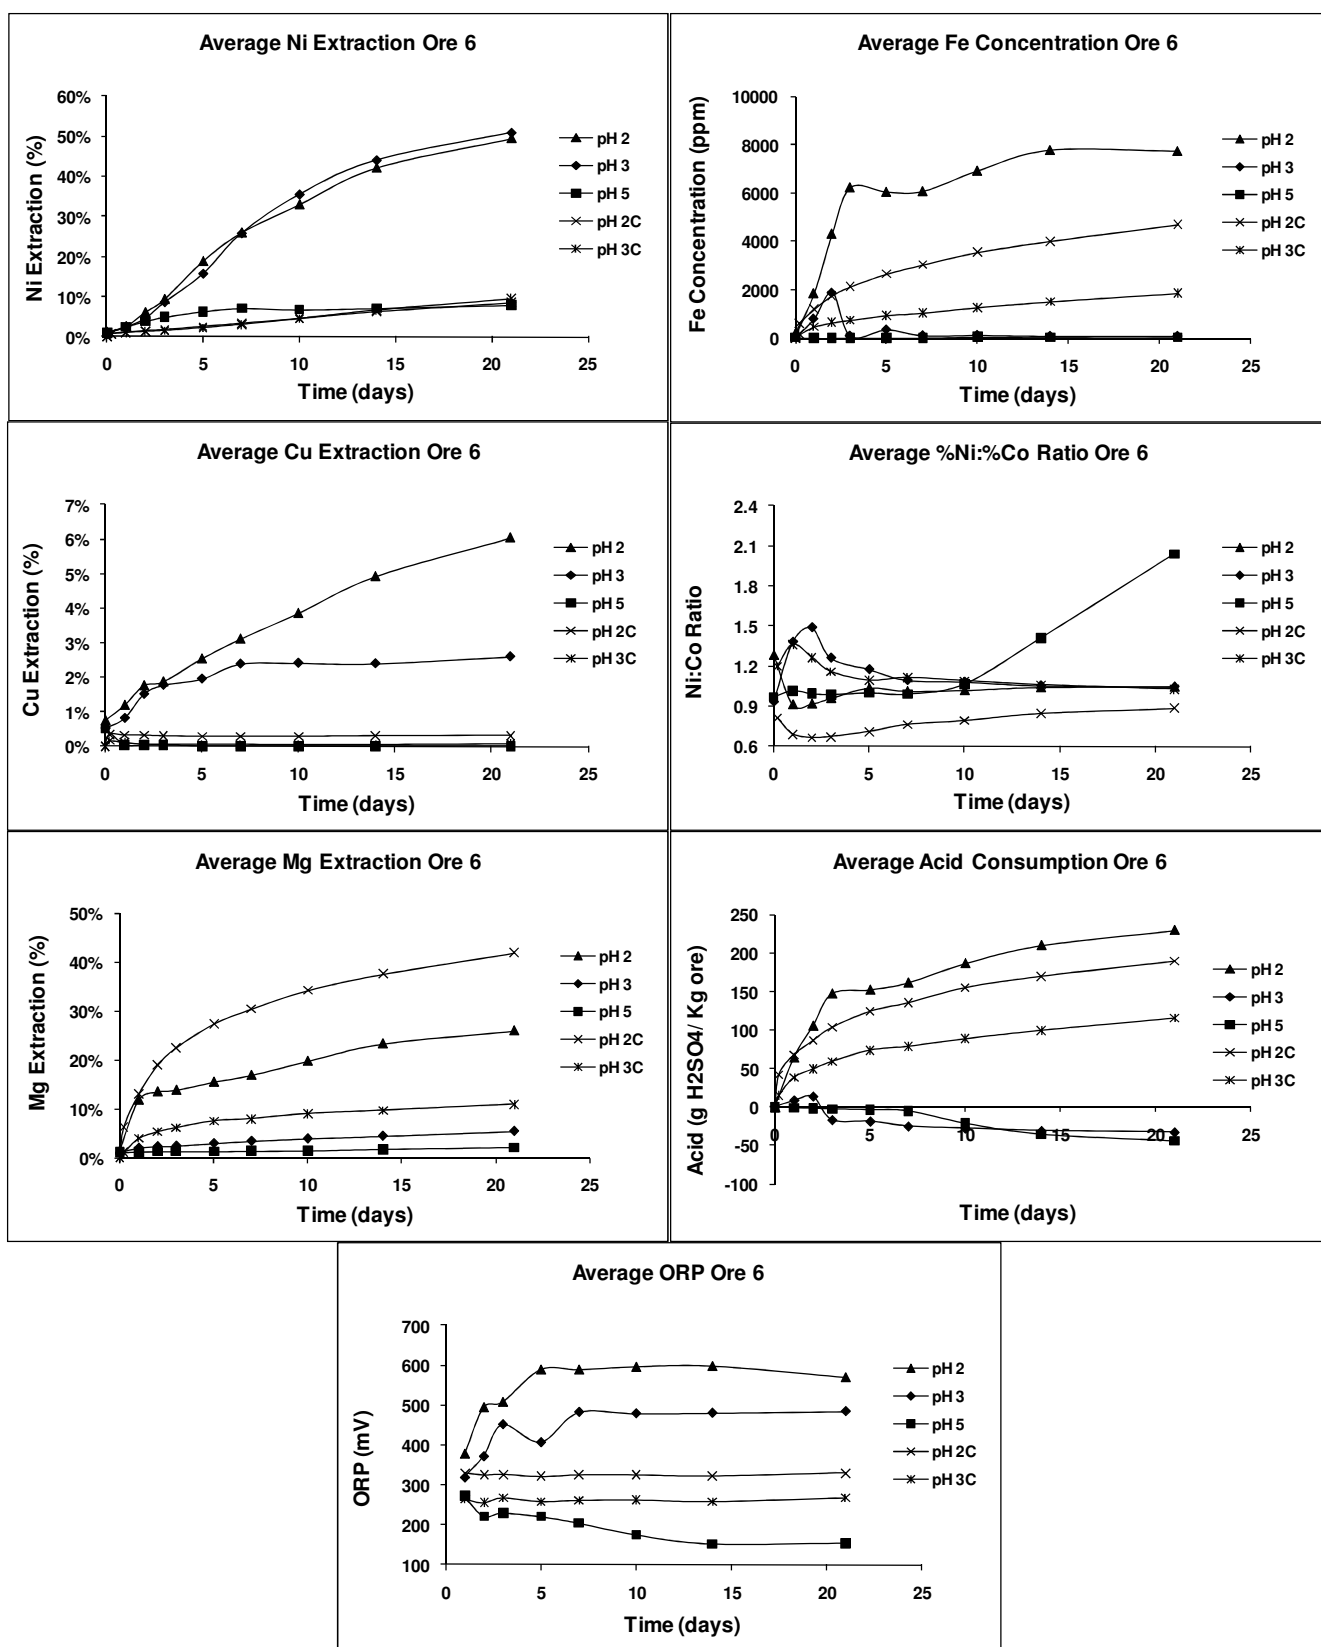 Average Ni Extraction Ore 6
Ni Extraction (%)
60%
50%
40%
30%
20%
10%
0%
0 5 10 15 20 25
Time (days)
pH 2
pH 3
pH 5
pH 2C
pH 3C
Average Fe Concentration Ore 6
Fe Concentration (ppm)
10000
8000
6000
4000
2000
0
0 5 10 15 20 25
Time (days)
pH 2
pH 3
pH 5
pH 2C
pH 3C
Average Cu Extraction Ore 6
Cu Extraction (%)
7%
6%
5%
4%
3%
2%
1%
0%
0 5 10 15 20 25
Time (days)
pH 2
pH 3
pH 5
pH 2C
pH 3C
Average %Ni:%Co Ratio Ore 6
Ni:Co Ratio
2.4
2.1
1.8
1.5
1.2
0.9
0.6
0 5 10 15 20 25
Time (days)
pH 2
pH 3
pH 5
pH 2C
pH 3C
Average Mg Extraction Ore 6
Mg Extraction (%)
50%
40%
30%
20%
10%
0%
0 5 10 15 20 25
Time (days)
pH 2
pH 3
pH 5
pH 2C
pH 3C
Average Acid Consumption Ore 6
Acid (g H2SO4/ Kg ore)
250
200
150
100
50
0
-50
-100
0 5 10 15 20 25
Time (days)
pH 2
pH 3
pH 5
pH 2C
pH 3C
Average ORP Ore 6
ORP (mV)
700
600
500
400
300
200
100
0 5 10 15 20 25
Time (days)
pH 2
pH 3
pH 5
pH 2C
pH 3C